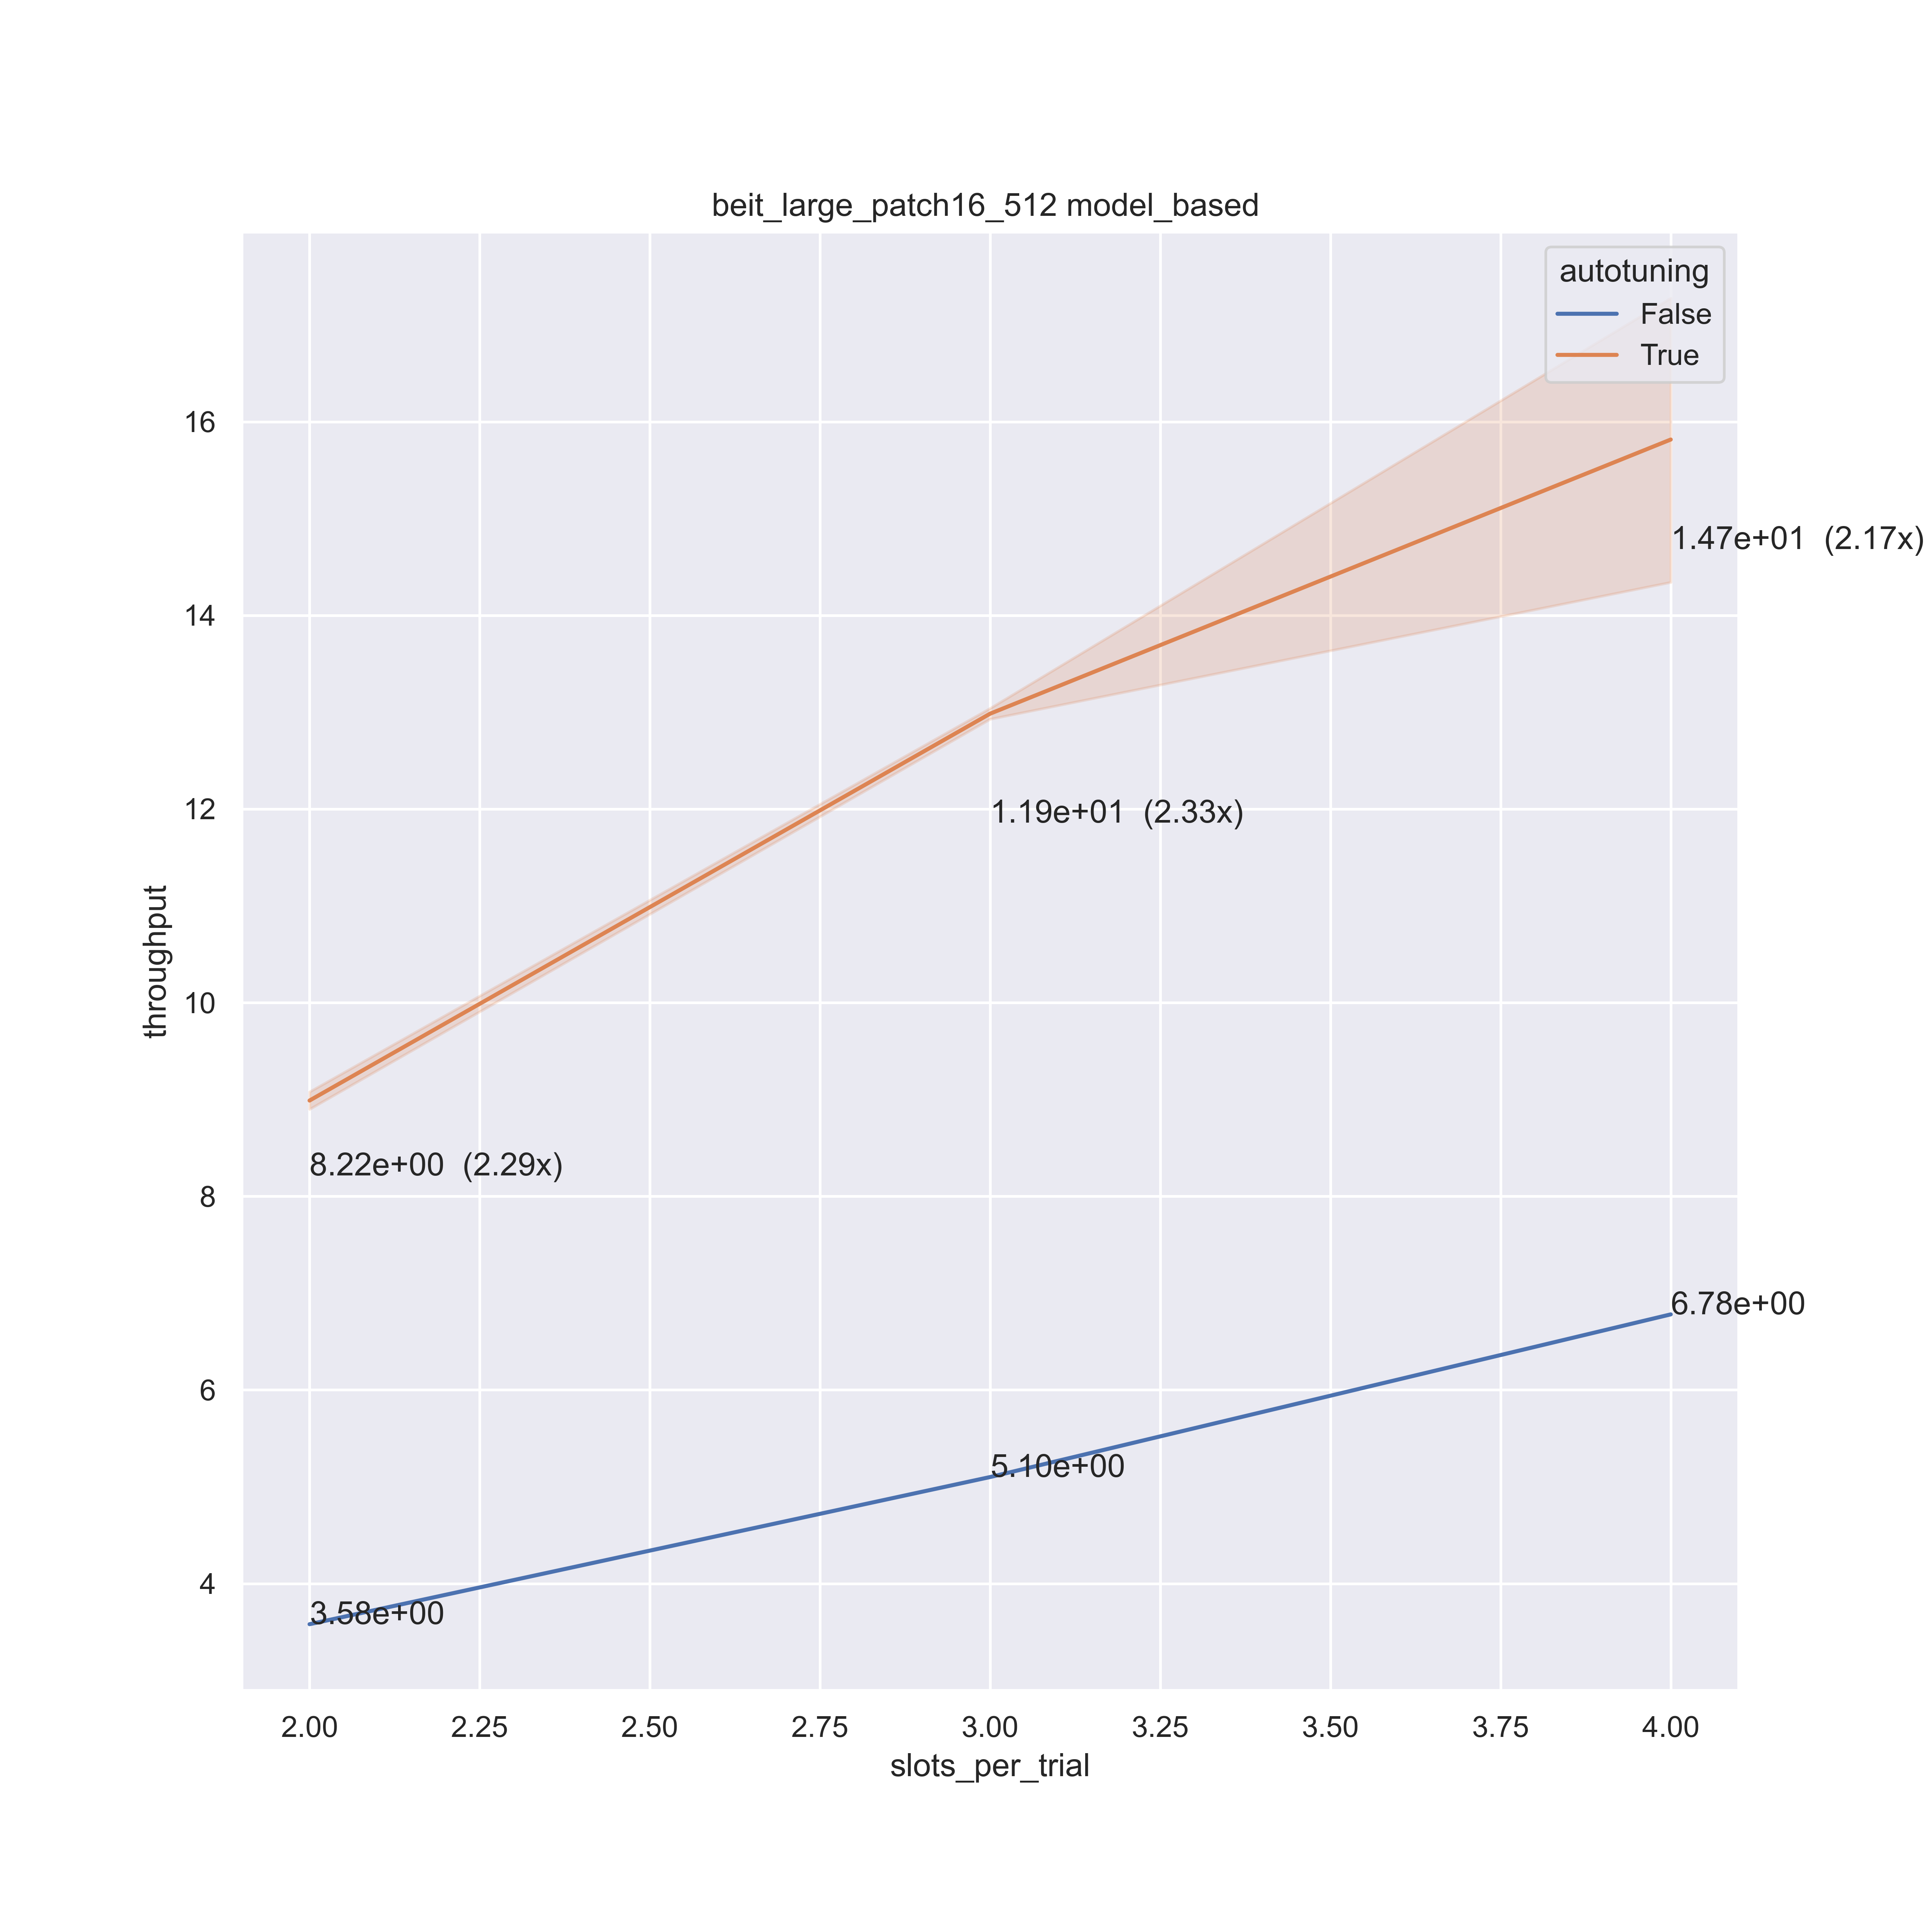 beit_large_patch16_512 model_based
autotuning
False
True
16
14
12
10
8
6
4
throughput
1.47e+01 (2.17x)
1.19e+01 (2.33x)
8.22e+00 (2.29x)
6.78e+00
5.10e+00
3.58e+00
2.00 2.25 2.50 2.75 3.00 3.25 3.50 3.75 4.00
slots_per_trial